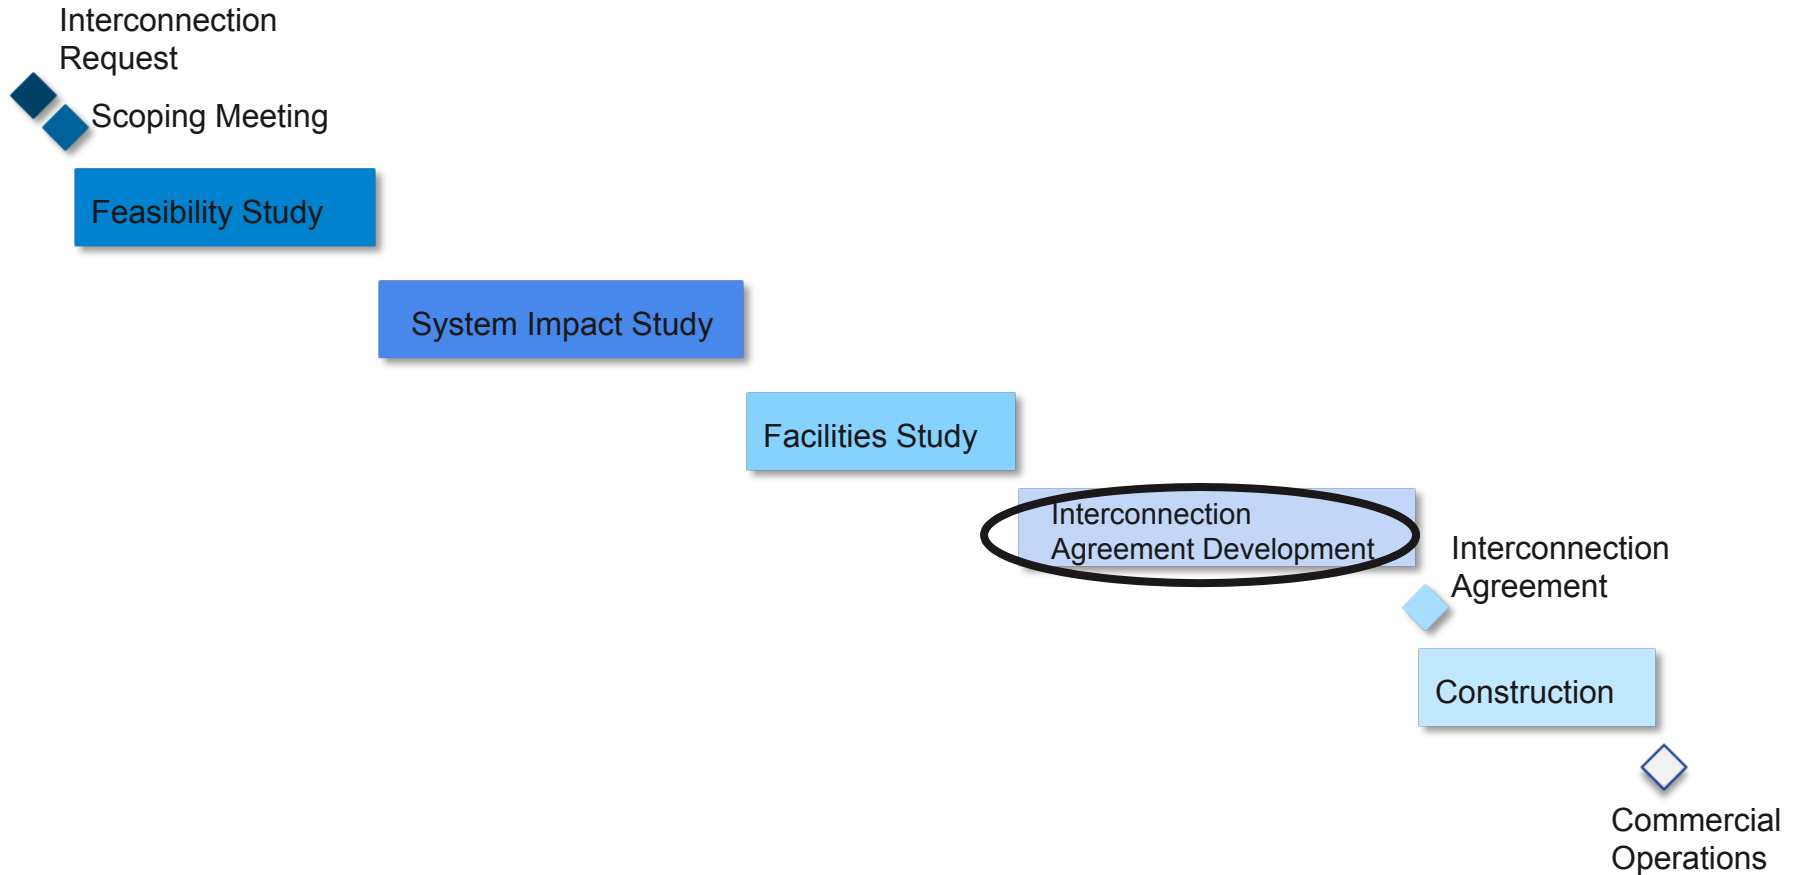 Interconnection
Request
Scoping Meeting
Feasibility Study
System Impact Study
Facilities Study
Interconnection
Agreement Development
Interconnection
Agreement
Construction
Commercial
Operations